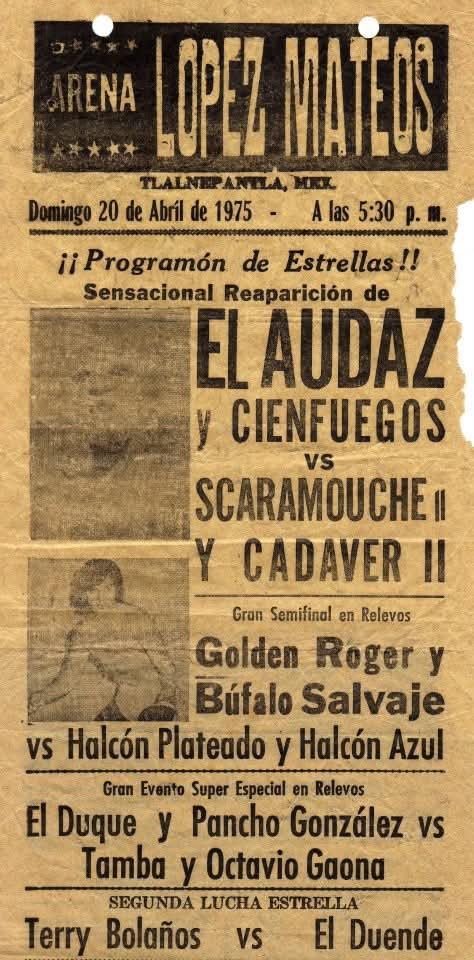 ARENA LOPEZ MATEOS
TLALNEPANTLA, MEX.
Domingo 20 de Abríl de 1975 - A las 5:30 p. m.
¡¡Programón de Estrellas!!
Sensacional Reaparición de
EL AUDAZ
y CIENFUEGOS
vs
SCARAMOUCHE II
Y CADAVER II
Gran Semifinal en Relevos
Golden Roger y
Búfalo Salvaje
vs Halcón Plateado y Halcón Azul
Gran Evento Super Especial en Relevos
El Duque y Pancho González vs
Tamba y Octavio Gaona
SEGUNDA LUCHA ESTRELLA
Terry Bolaños vs El Duende